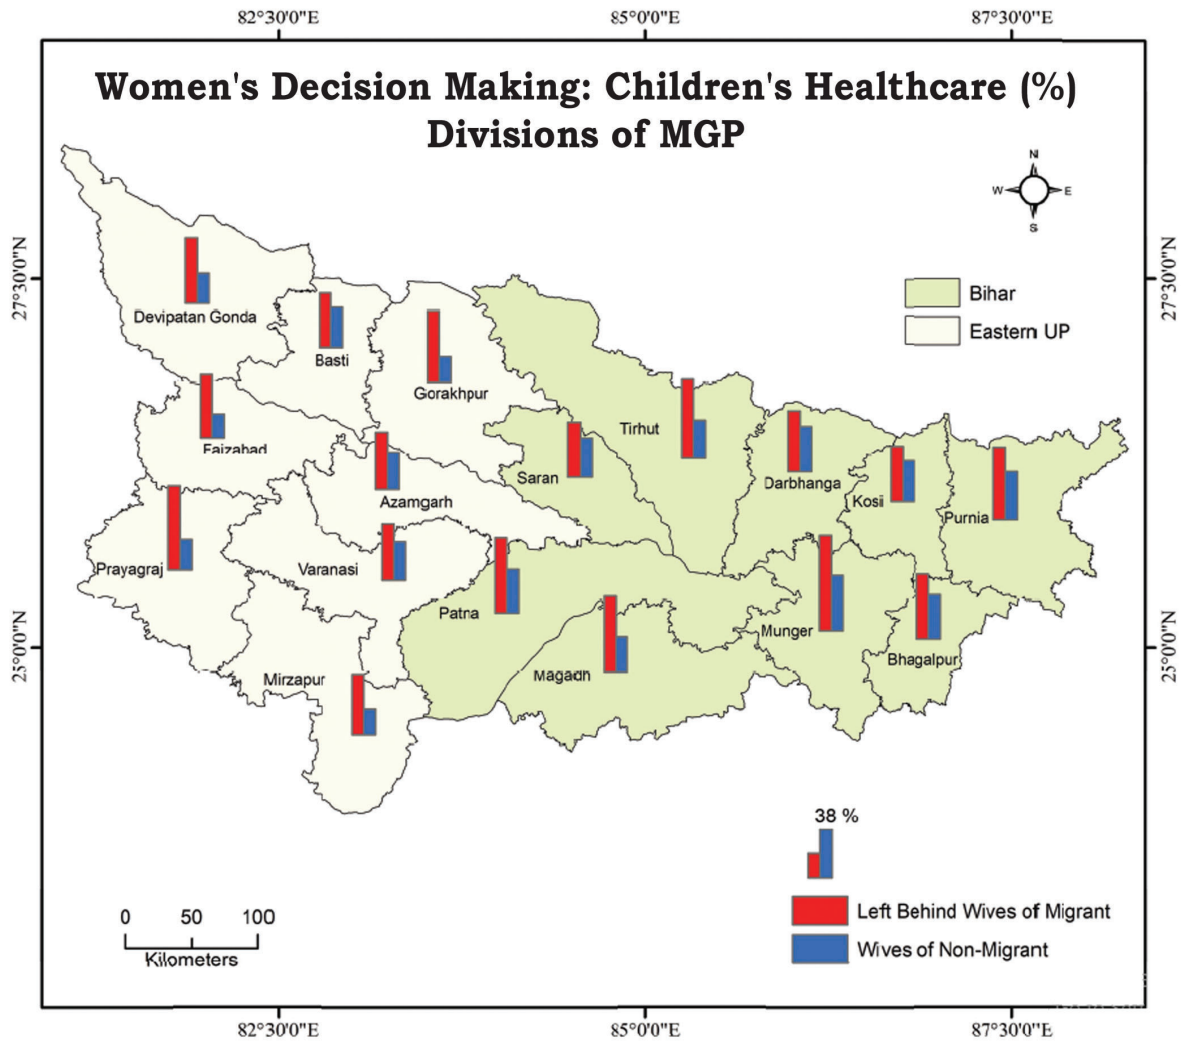 82°30'0"E 85°0'0"E 87°30'0"E
Women's Decision Making: Children's Healthcare (%)
Divisions of MGP
N
W E
S
27°30'0"N 27°30'0"N
Bihar
Eastern UP
Devipatan Gonda
Basti
Gorakhpur
Tirhut
Faizabad
Saran
Darbhanga
Azamgarh
Kosi
Purnia
Prayagraj
Varanasi
Patna
Munger
25°0'0"N 25°0'0"N
Bhagalpur
Magadh
Mirzapur
38 %
Left Behind Wives of Migrant
Wives of Non-Migrant
0 50 100
Kilometers
82°30'0"E 85°0'0"E 87°30'0"E